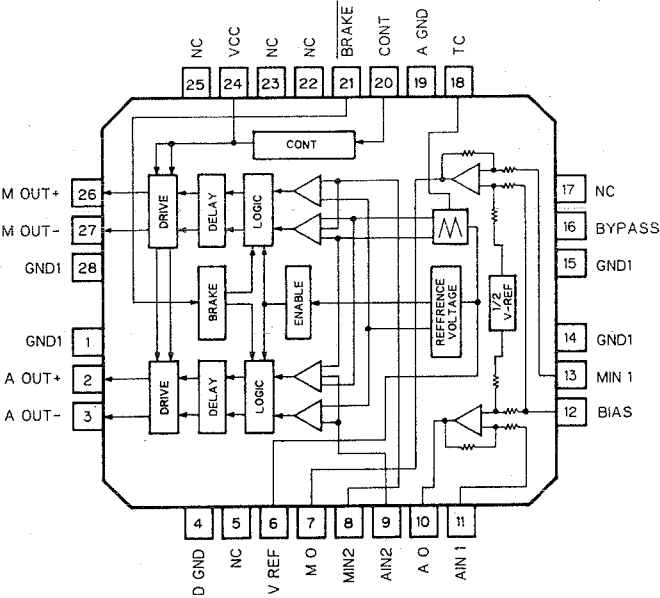 NC
VCC
NC
NC
BRAKE
CONT
A GND
TC
25
24
23
22
21
20
19
18
CONT
M OUT+
26
M OUT-
27
GND1
28
DRIVE
DELAY
LOGIC
17
NC
16
BYPASS
15
GND1
BRAKE
ENABLE
REFFRENCE
VOLTAGE
1/2
V-REF
GND1
1
A OUT+
2
A OUT-
3
DRIVE
DELAY
LOGIC
14
GND1
13
MIN 1
12
BIAS
4
5
6
7
8
9
10
11
D GND
NC
V REF
M O
MIN2
AIN2
A O
AIN 1